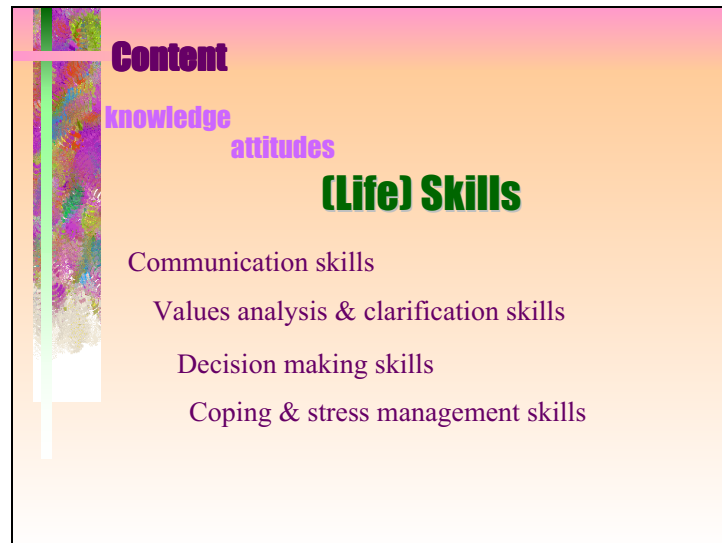 Content
knowledge
attitudes
(Life) Skills
Communication skills
Values analysis & clarification skills
Decision making skills
Coping & stress management skills